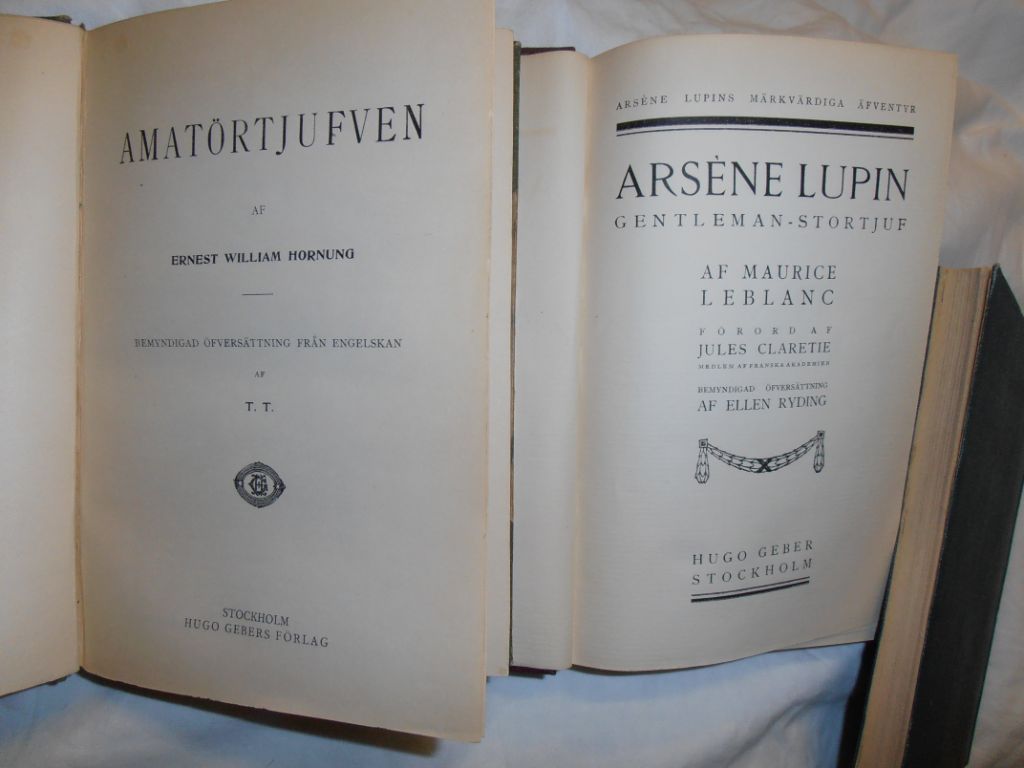 AMATÖRTJUFVEN
AF
ERNEST WILLIAM HORNUNG
BEMYNDIGAD ÖFVERSÄTTNING FRÅN ENGELSKAN
AF
T. T.
STOCKHOLM
HUGO GEBERS FÖRLAG
ARSÈNE LUPINS MÄRKVÄRDIGA ÄFVENTYR
ARSÈNE LUPIN
GENTLEMAN-STORTJUF
AF MAURICE
LEBLANC
FÖRORD AF
JULES CLARETIE
MEDLEM AF FRANSKA AKADEMIEN
BEMYNDIGAD ÖFVERSÄTTNING
AF ELLEN RYDING
HUGO GEBER
STOCKHOLM